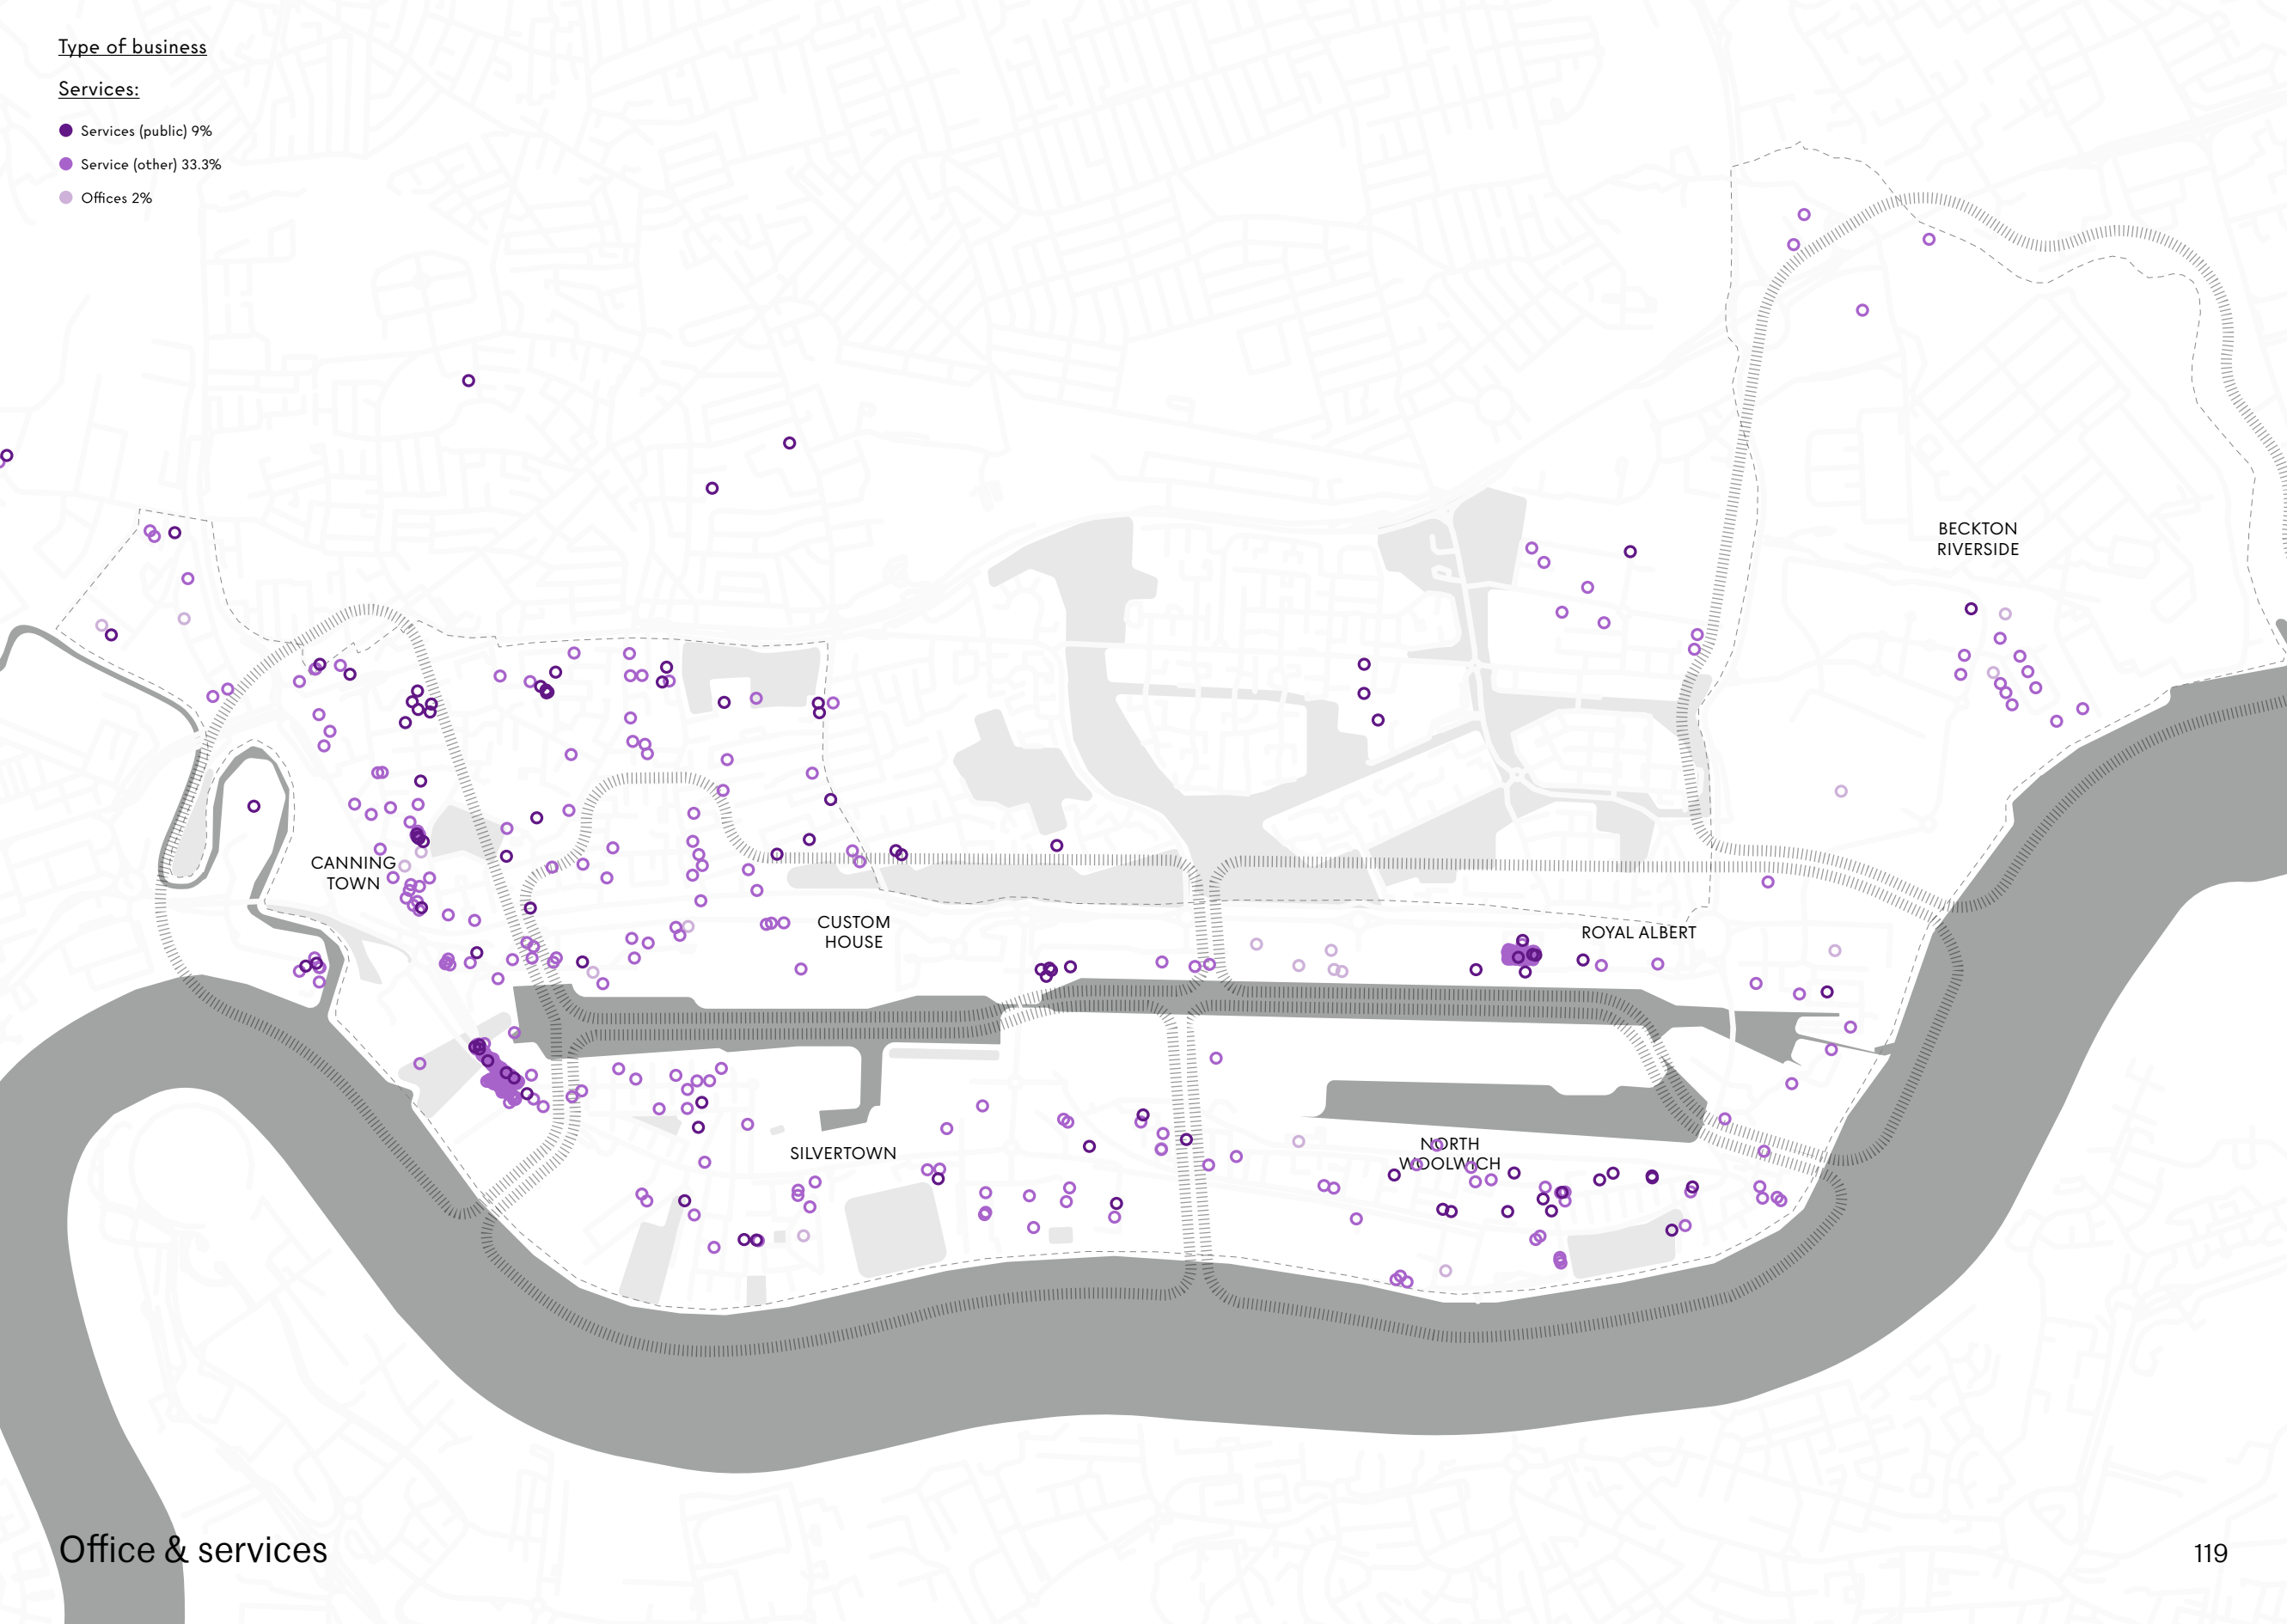 Type of business
Services:
Services (public) 9%
Service (other) 33.3%
Offices 2%
BECKTON
RIVERSIDE
CANNING
TOWN
CUSTOM
HOUSE
ROYAL ALBERT
SILVERTOWN
NORTH
WOOLWICH
Office & services
119